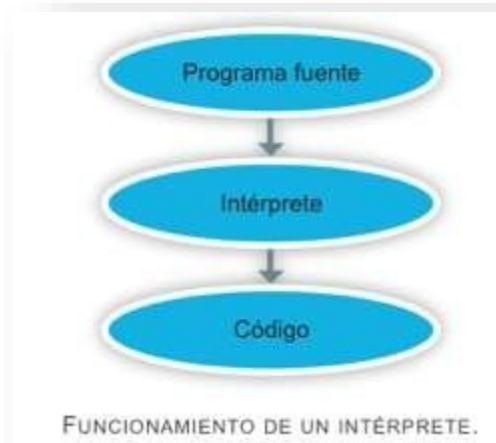 Programa fuente
Intérprete
Código
FUNCIONAMIENTO DE UN INTÉRPRETE.